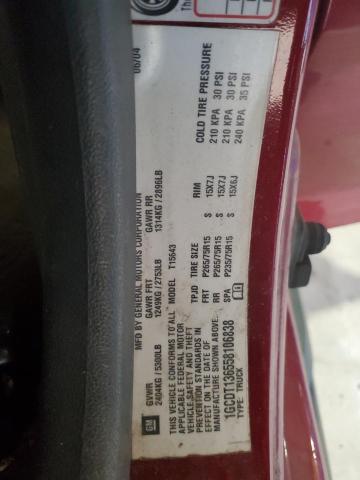 GM
MFD BY GENERAL MOTORS CORPORATION
06/04
GVWR GAWR FRT GAWR RR
2404KG / 5300LB 1249KG / 2753LB 1314KG / 2896LB
THIS VEHICLE CONFORMS TO ALL MODEL T15643
APPLICABLE FEDERAL MOTOR
VEHICLE SAFETY AND THEFT
PREVENTION STANDARDS IN
EFFECT ON THE DATE OF
MANUFACTURE SHOWN ABOVE.
1GCDT136558106838
TYPE: TRUCK
TPJD TIRE SIZE RIM COLD TIRE PRESSURE
FRT P265/75R15 S 15X7J 210 KPA 30 PSI
RR P265/75R15 S 15X7J 210 KPA 30 PSI
SPA P235/75R15 S 15X6J 240 KPA 35 PSI